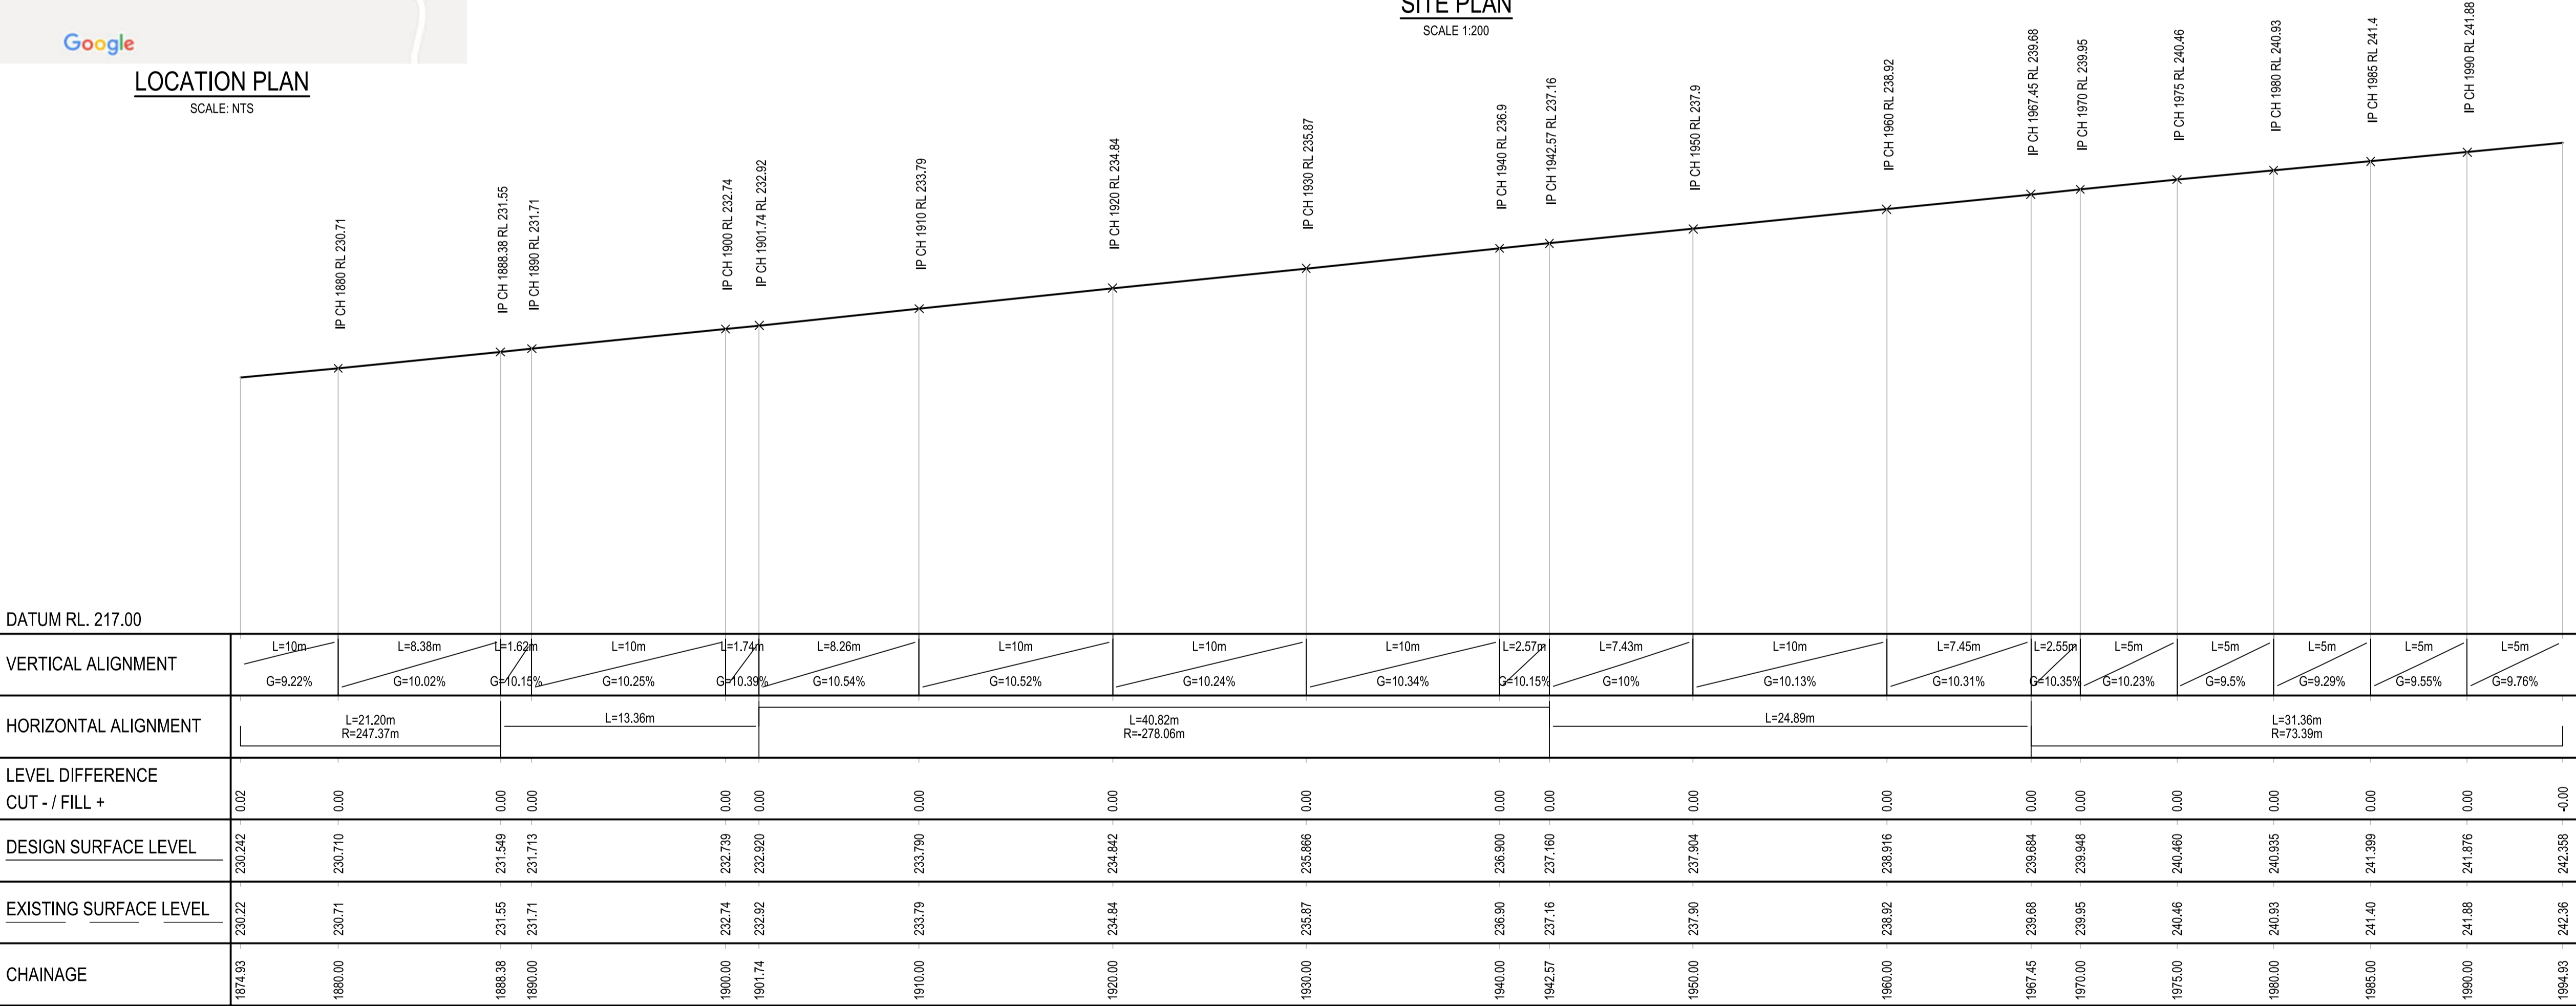 Google
LOCATION PLAN
SCALE: NTS
SITE PLAN
SCALE 1:200
IP CH 1880 RL 230.71
IP CH 1888.38 RL 231.55
IP CH 1890 RL 231.71
IP CH 1900 RL 232.74
IP CH 1901.74 RL 232.92
IP CH 1910 RL 233.79
IP CH 1920 RL 234.84
IP CH 1930 RL 235.87
IP CH 1940 RL 236.9
IP CH 1942.57 RL 237.16
IP CH 1950 RL 237.9
IP CH 1960 RL 238.92
IP CH 1967.45 RL 239.68
IP CH 1970 RL 239.95
IP CH 1975 RL 240.46
IP CH 1980 RL 240.93
IP CH 1985 RL 241.4
IP CH 1990 RL 241.88
DATUM RL. 217.00
VERTICAL ALIGNMENT
L=10m L=8.38m L=1.62m L=10m L=1.74m L=8.26m L=10m L=10m L=10m L=2.57m L=7.43m L=10m L=7.45m L=2.55m L=5m L=5m L=5m L=5m L=5m
G=9.22% G=10.02% G=10.15% G=10.25% G=10.39% G=10.54% G=10.52% G=10.24% G=10.34% G=10.15% G=10% G=10.13% G=10.31% G=10.35% G=10.23% G=9.5% G=9.29% G=9.55% G=9.76%
HORIZONTAL ALIGNMENT
L=21.20m L=13.36m L=40.82m L=24.89m L=31.36m
R=247.37m R=-278.06m R=73.39m
LEVEL DIFFERENCE
CUT - / FILL +
0.02 0.00 0.00 0.00 0.00 0.00 0.00 0.00 0.00 0.00 0.00 0.00 0.00 0.00 0.00 0.00 0.00 0.00 0.00 -0.00
DESIGN SURFACE LEVEL
230.242 230.710 231.549 231.713 232.739 232.920 233.790 234.842 235.866 236.900 237.160 237.904 238.916 239.684 239.948 240.460 240.935 241.399 241.876 242.358
EXISTING SURFACE LEVEL
230.22 230.71 231.55 231.71 232.74 232.92 233.79 234.84 235.87 236.90 237.16 237.90 238.92 239.68 239.95 240.46 240.93 241.40 241.88 242.36
CHAINAGE
1874.93 1880.00 1888.38 1890.00 1900.00 1901.74 1910.00 1920.00 1930.00 1940.00 1942.57 1950.00 1960.00 1967.45 1970.00 1975.00 1980.00 1985.00 1990.00 1994.93